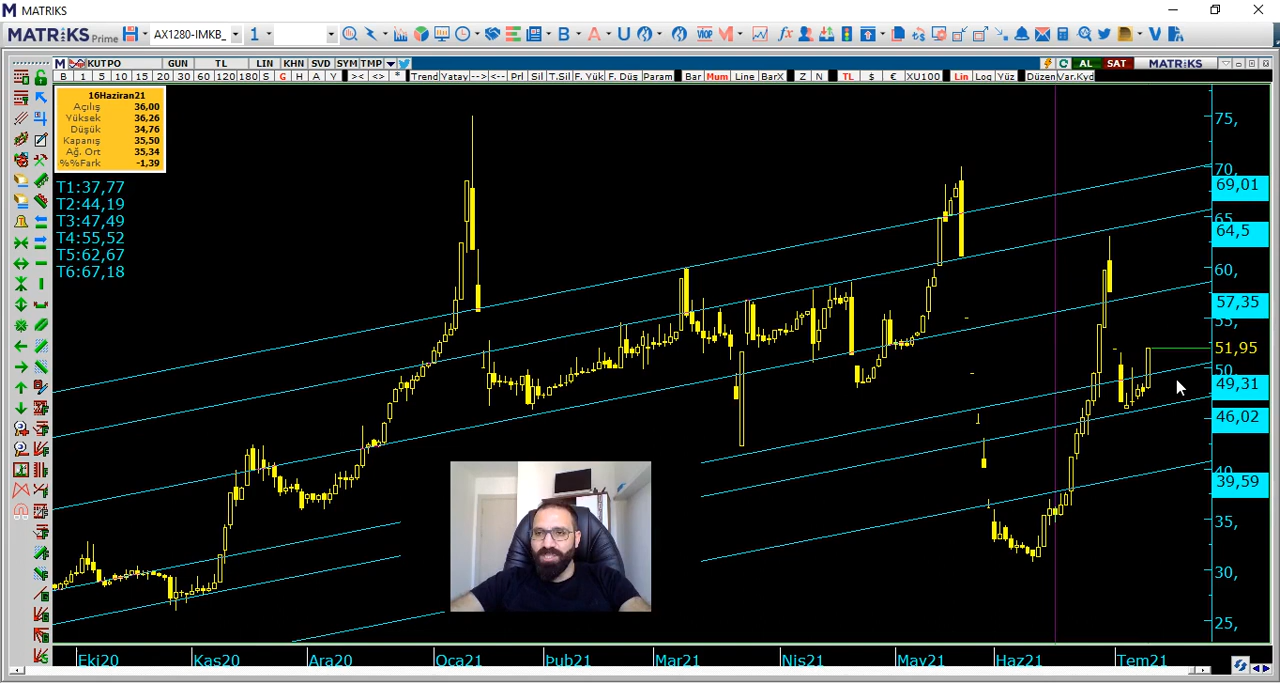 MATRIKS
MATRiKS Prime
AX1280-IMKB_
1
B
A
U
VİOP
M
fx
V
M KUTPO GUN TL LIN KHN SVD SYM TMP
AL SAT MATRiKS
B 1 5 10 15 20 30 60 120 180 S G H A Y >< <> * Trend Yatay --> <-- Prl Sil T.Sil F. Yük F. Düş Param Bar Mum Line BarX Z N TL $ € XU100 Lin Log Yüz Düzen Var.Kyd
16Haziran21
Açılış 36,00
Yüksek 36,26
Düşük 34,76
Kapanış 35,50
Ağ. Ort 35,34
%%Fark -1,39
T1:37,77
T2:44,19
T3:47,49
T4:55,52
T5:62,67
T6:67,18
75,
70,
69,01
65,
64,5
60,
57,35
55,
51,95
50,
49,31
46,02
40,
39,59
35,
30,
25,
Eki20 Kas20 Ara20 Oca21 Þub21 Mar21 Nis21 May21 Haz21 Tem21